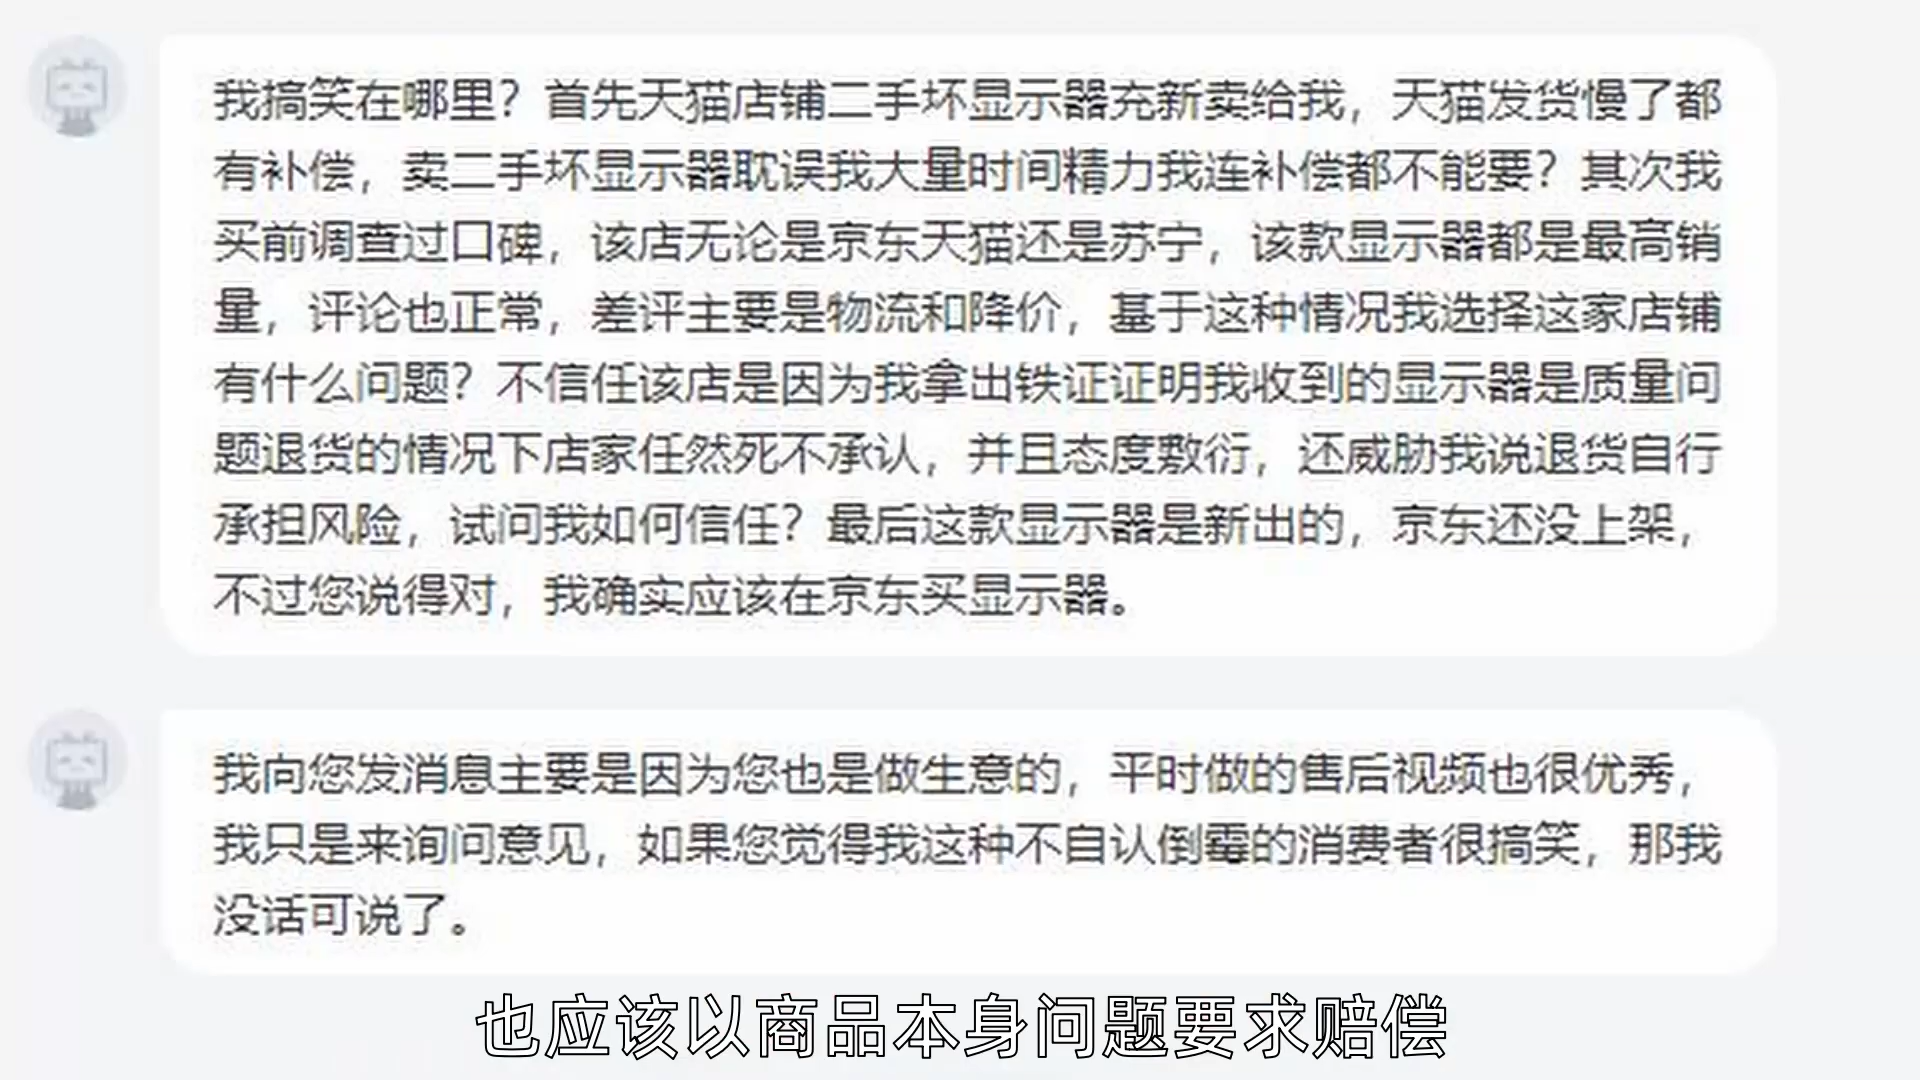 我搞笑在哪里？首先天猫店铺二手坏显示器充新卖给我，天猫发货慢了都
有补偿，卖二手坏显示器耽误我大量时间精力我连补偿都不能要？其次我
买前调查过口碑，该店无论是京东天猫还是苏宁，该款显示器都是最高销
量，评论也正常，差评主要是物流和降价，基于这种情况我选择这家店铺
有什么问题？不信任该店是因为我拿出铁证证明我收到的显示器是质量问
题退货的情况下店家任然死不承认，并且态度敷衍，还威胁我说退货自行
承担风险，试问我如何信任？最后这款显示器是新出的，京东还没上架，
不过您说得对，我确实应该在京东买显示器。
我向您发消息主要是因为您也是做生意的，平时做的售后视频也很优秀，
我只是来询问意见，如果您觉得我这种不自认倒霉的消费者很搞笑，那我
没话可说了。
也应该以商品本身问题要求赔偿